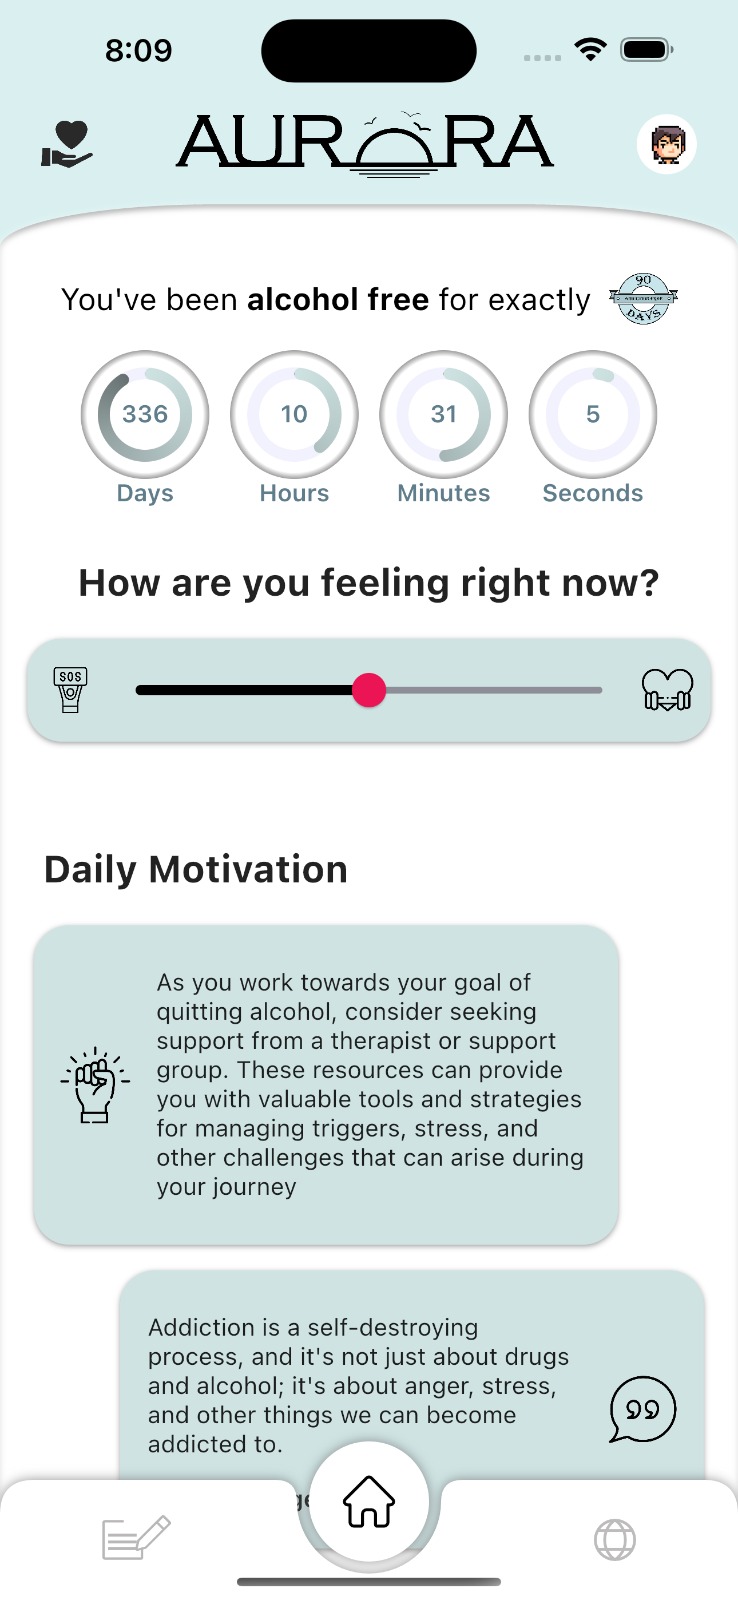 8:09
AURORA
You've been alcohol free for exactly
90
DAYS
336
10
31
5
Days
Hours
Minutes
Seconds
How are you feeling right now?
SOS
Daily Motivation
As you work towards your goal of
quitting alcohol, consider seeking
support from a therapist or support
group. These resources can provide
you with valuable tools and strategies
for managing triggers, stress, and
other challenges that can arise during
your journey
Addiction is a self-destroying
process, and it's not just about drugs
and alcohol; it's about anger, stress,
and other things we can become
addicted to.